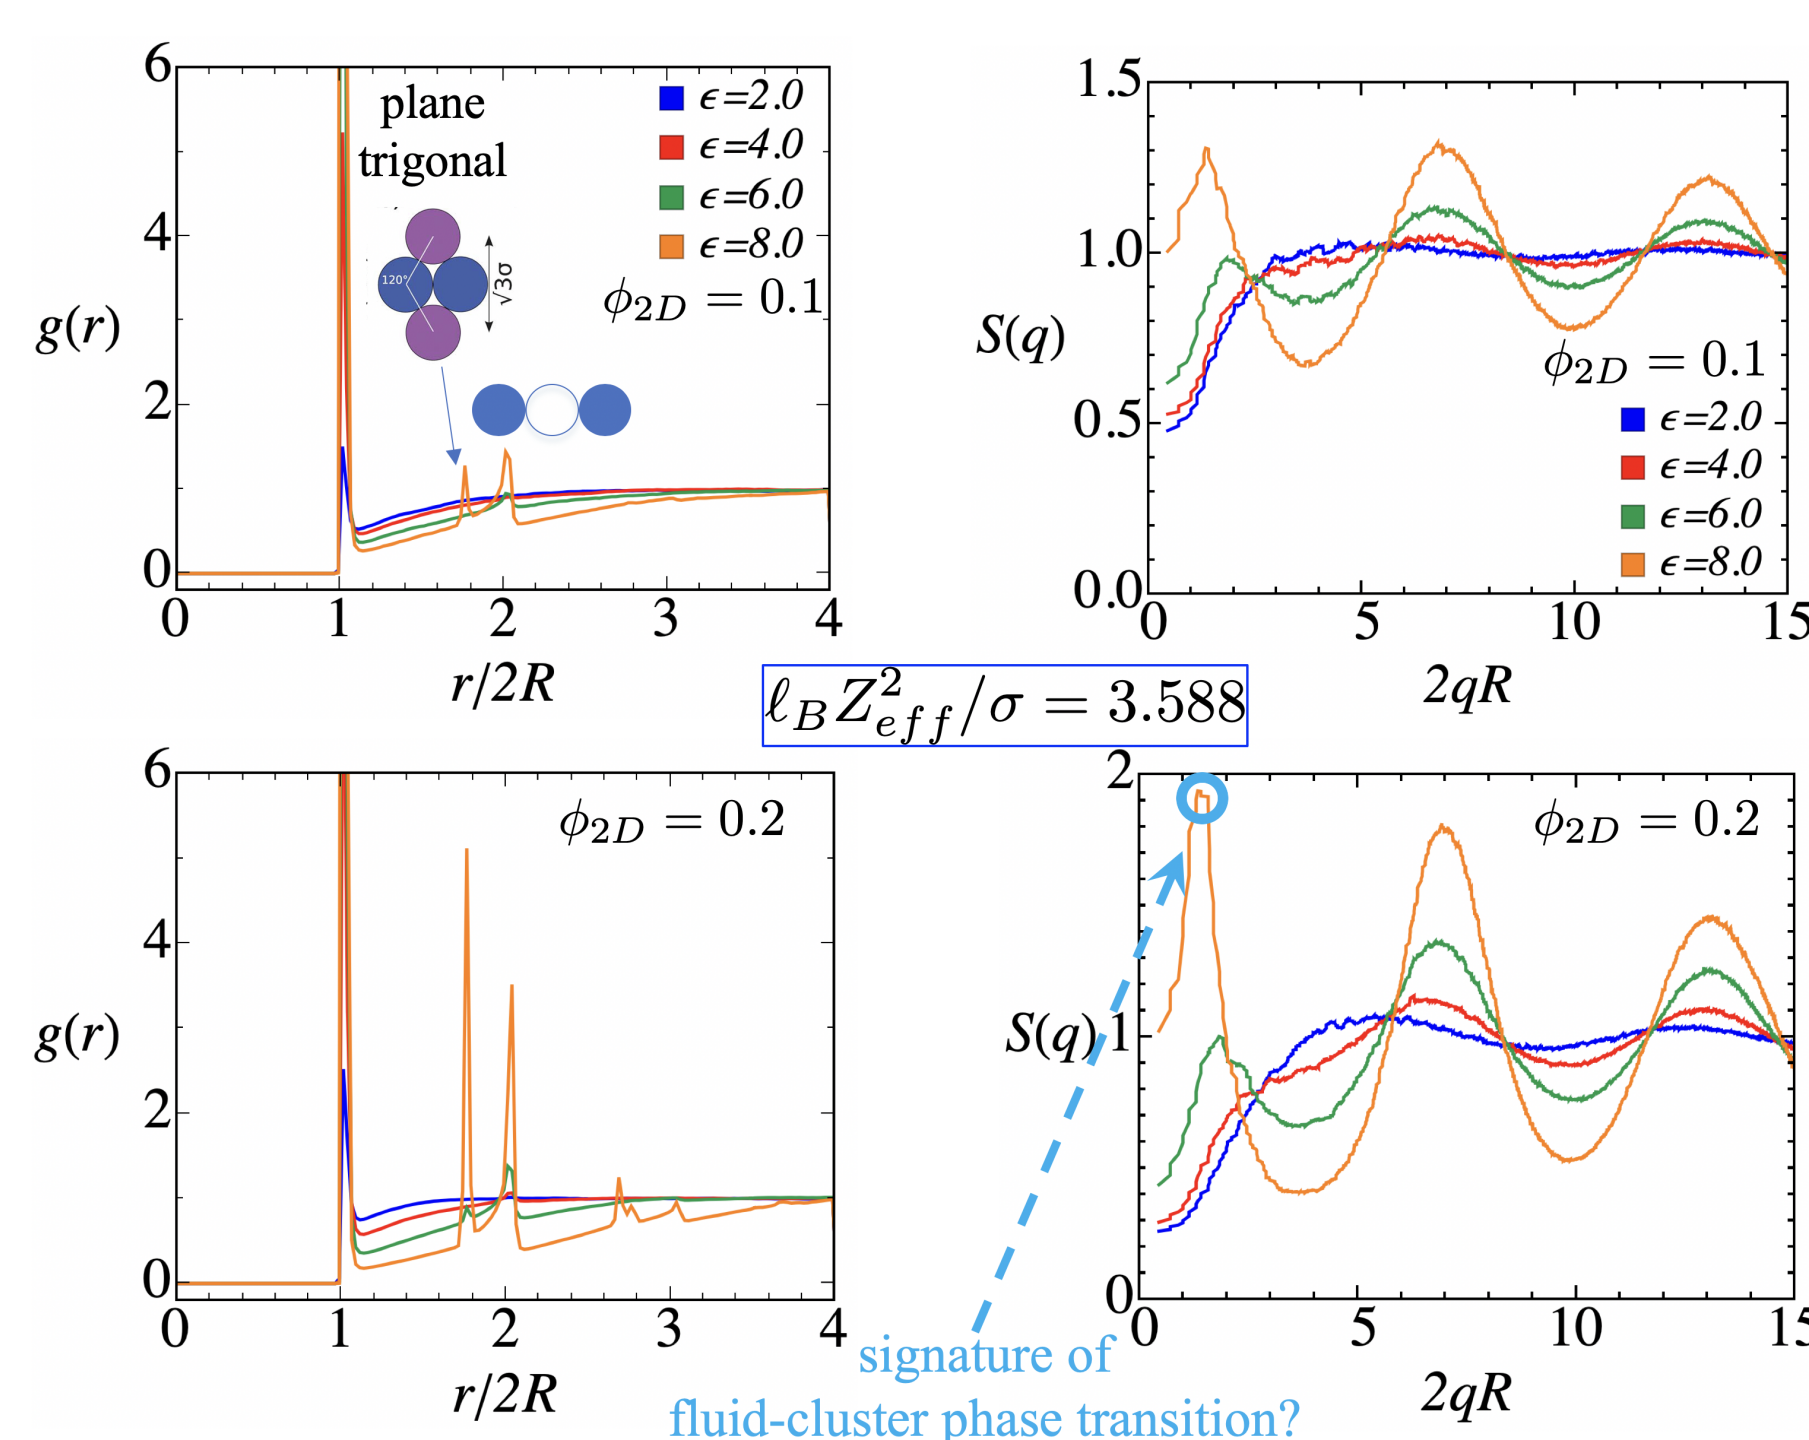 6
4
2
0
g(r)
plane
trigonal
120°
√3σ
ϵ=2.0
ϵ=4.0
ϵ=6.0
ϵ=8.0
ϕ2D = 0.1
0 1 2 3 4
r/2R
1.5
1.0
0.5
0.0
S(q)
ϕ2D = 0.1
ϵ=2.0
ϵ=4.0
ϵ=6.0
ϵ=8.0
0 5 10 15
2qR
ℓ_B Z_{eff}^2/σ = 3.588
6
4
2
0
g(r)
ϕ2D = 0.2
0 1 2 3 4
r/2R
2
1
0
S(q)
ϕ2D = 0.2
0 5 10 15
2qR
signature of
fluid-cluster phase transition?